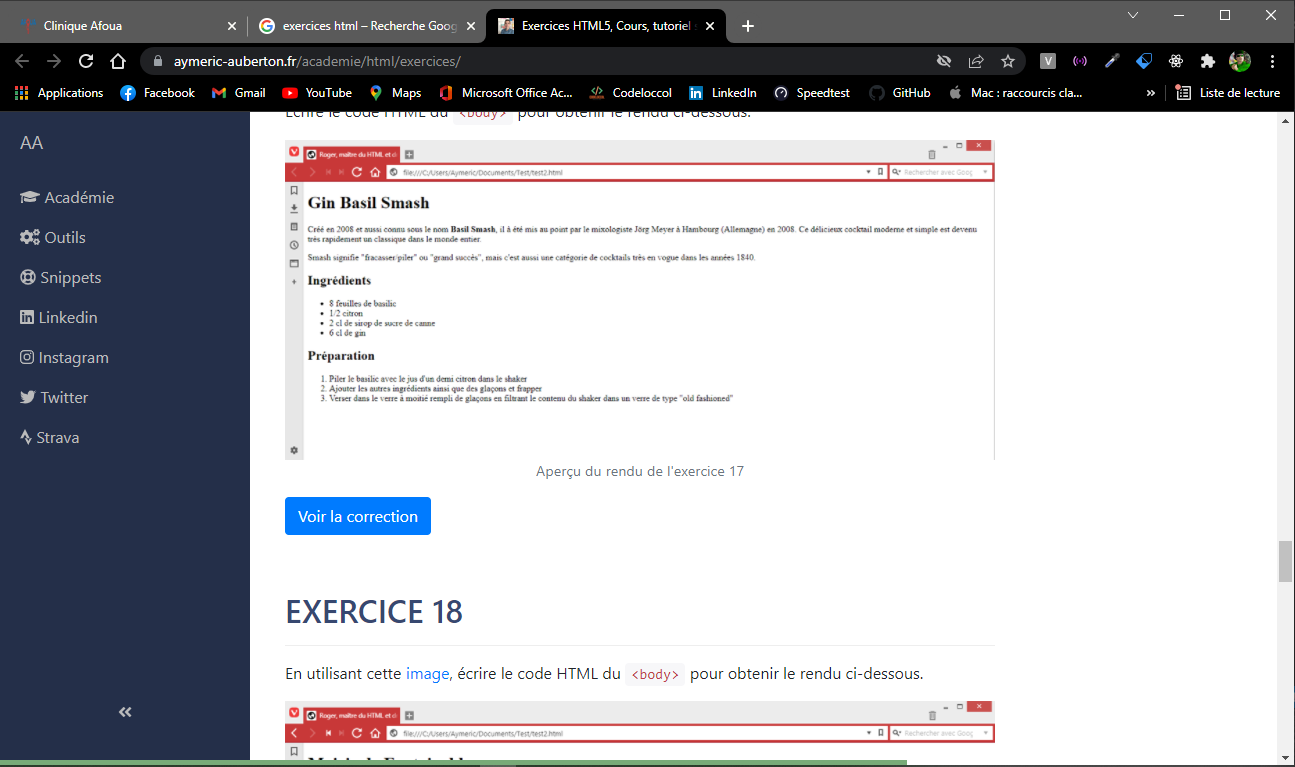 Clinique Afoua
exercices html – Recherche Goog
Exercices HTML5, Cours, tutoriel
aymeric-auberton.fr/academie/html/exercices/
Applications
Facebook
Gmail
YouTube
Maps
Microsoft Office Ac...
Codeloccol
LinkedIn
Speedtest
GitHub
Mac : raccourcis cla...
»
Liste de lecture
AA
Académie
Outils
Snippets
Linkedin
Instagram
Twitter
Strava
Écrire le code HTML du <body> pour obtenir le rendu ci-dessous.
Roger, maître du HTML et c
file:///C:/Users/Aymeric/Documents/Test/test2.html
Rechercher avec Goog
Gin Basil Smash
Créé en 2008 et aussi connu sous le nom Basil Smash, il à été mis au point par le mixologiste Jörg Meyer à Hambourg (Allemagne) en 2008. Ce délicieux cocktail moderne et simple est devenu
très rapidement un classique dans le monde entier.
Smash signifie "fracasser/piler" ou "grand succès", mais c'est aussi une catégorie de cocktails très en vogue dans les années 1840.
Ingrédients
• 8 feuilles de basilic
• 1/2 citron
• 2 cl de sirop de sucre de canne
• 6 cl de gin
Préparation
1. Piler le basilic avec le jus d'un demi citron dans le shaker
2. Ajouter les autres ingrédients ainsi que des glaçons et frapper
3. Verser dans le verre à moitié rempli de glaçons en filtrant le contenu du shaker dans un verre de type "old fashioned"
Aperçu du rendu de l'exercice 17
Voir la correction
EXERCICE 18
En utilisant cette image, écrire le code HTML du <body> pour obtenir le rendu ci-dessous.
Roger, maître du HTML et c
file:///C:/Users/Aymeric/Documents/Test/test2.html
Rechercher avec Goog